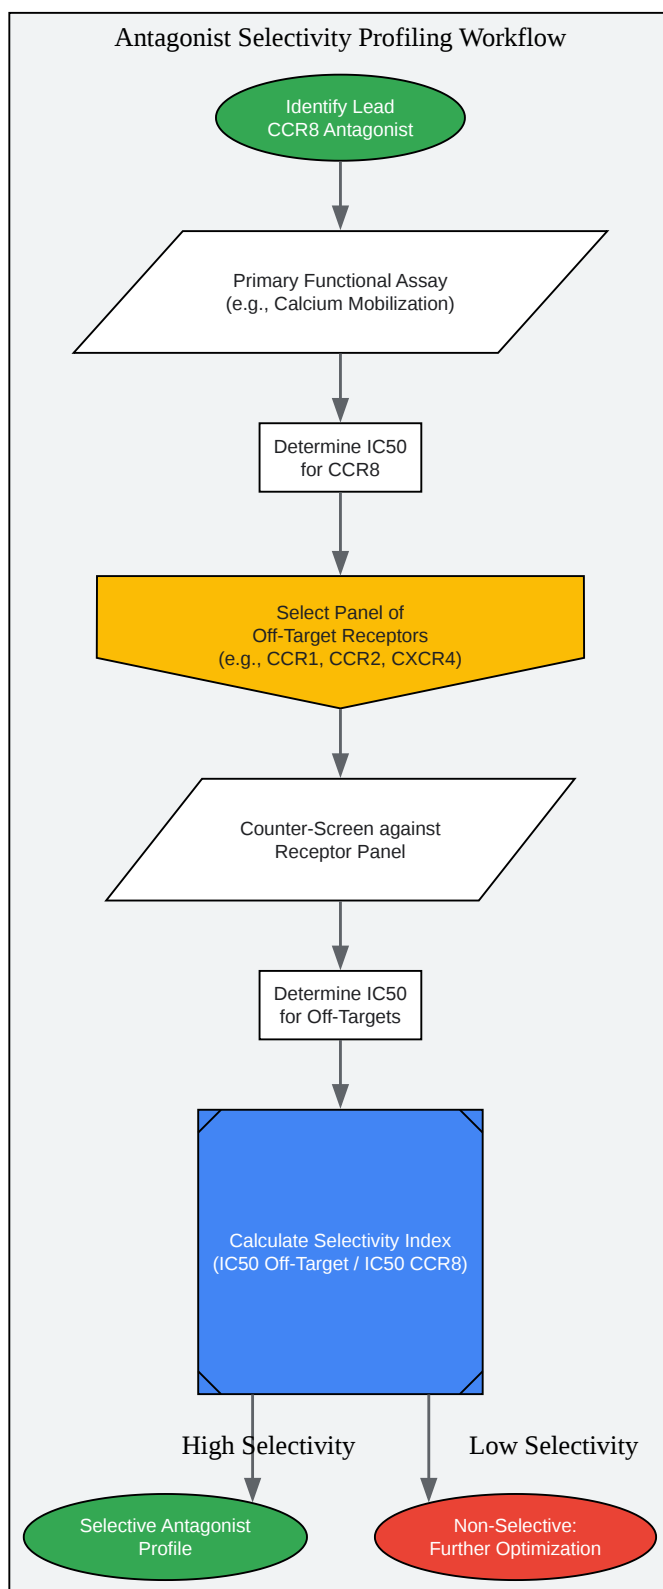 Antagonist Selectivity Profiling Workflow
Identify Lead
CCR8 Antagonist
Primary Functional Assay
(e.g., Calcium Mobilization)
Determine IC50
for CCR8
Select Panel of
Off-Target Receptors
(e.g., CCR1, CCR2, CXCR4)
Counter-Screen against
Receptor Panel
Determine IC50
for Off-Targets
Calculate Selectivity Index
(IC50 Off-Target / IC50 CCR8)
High Selectivity
Low Selectivity
Selective Antagonist
Profile
Non-Selective:
Further Optimization